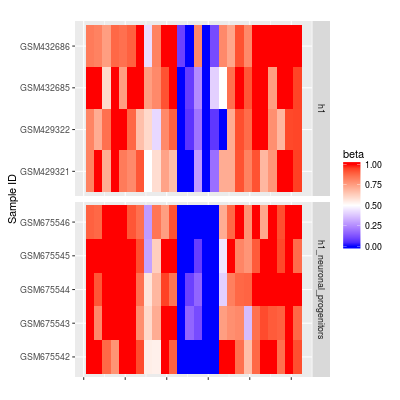 GSM432686
GSM432685
GSM429322
GSM429321
h1
GSM675546
GSM675545
GSM675544
GSM675543
GSM675542
h1_neuronal_progenitors
Sample ID
beta
1.00
0.75
0.50
0.25
0.00